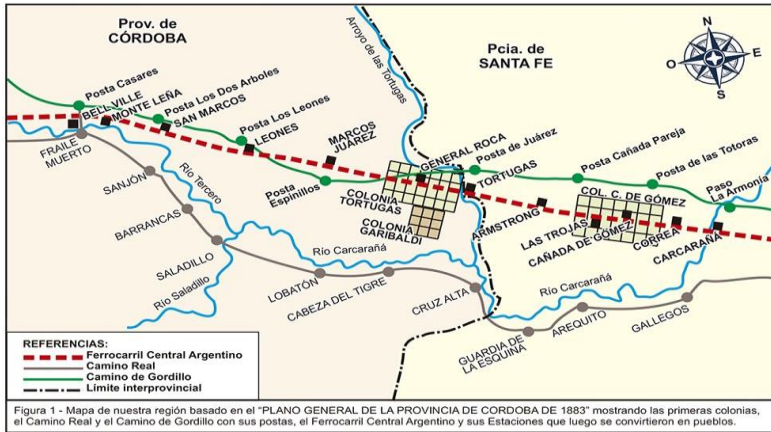 Prov. de
CÓRDOBA
Pcia. de
SANTA FE
N
O
E
S
Arroyo de las Tortugas
Posta Casares
BELL VILLE
MONTE LEÑA
Posta Los Dos Arboles
SAN MARCOS
Posta Los Leones
LEONES
MARCOS
JUÁREZ
GENERAL ROCA
Posta de Juárez
TORTUGAS
Posta Cañada Pareja
Posta de las Totoras
Paso
La Armonía
FRAILE
MUERTO
SANJÓN
Río Tercero
Posta
Espinillos
COLONIA
TORTUGAS
COLONIA
GARIBALDI
ARMSTRONG
COL. C. DE GÓMEZ
LAS TROJAS
CAÑADA DE GÓMEZ
CORREA
CARCARAÑA
BARRANCAS
SALADILLO
Río Saladillo
Río Carcarañá
LOBATÓN
CABEZA DEL TIGRE
CRUZ ALTA
Río Carcarañá
GUARDIA DE
LA ESQUINA
AREQUITO
GALLEGOS
REFERENCIAS:
Ferrocarril Central Argentino
Camino Real
Camino de Gordillo
Límite interprovincial
Figura 1 - Mapa de nuestra región basado en el "PLANO GENERAL DE LA PROVINCIA DE CORDOBA DE 1883" mostrando las primeras colonias,
el Camino Real y el Camino de Gordillo con sus postas, el Ferrocarril Central Argentino y sus Estaciones que luego se convirtieron en pueblos.